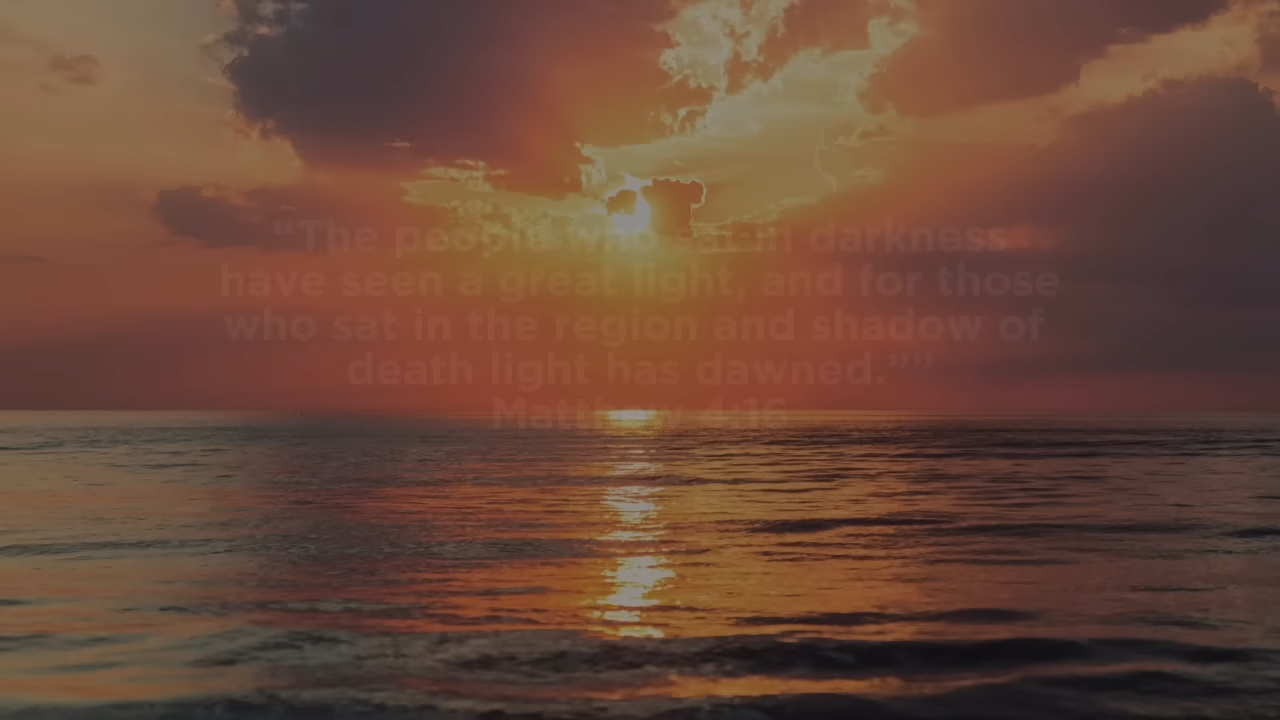 “The people who sat in darkness
have seen a great light, and for those
who sat in the region and shadow of
death light has dawned.”’”
Matthew 4:16